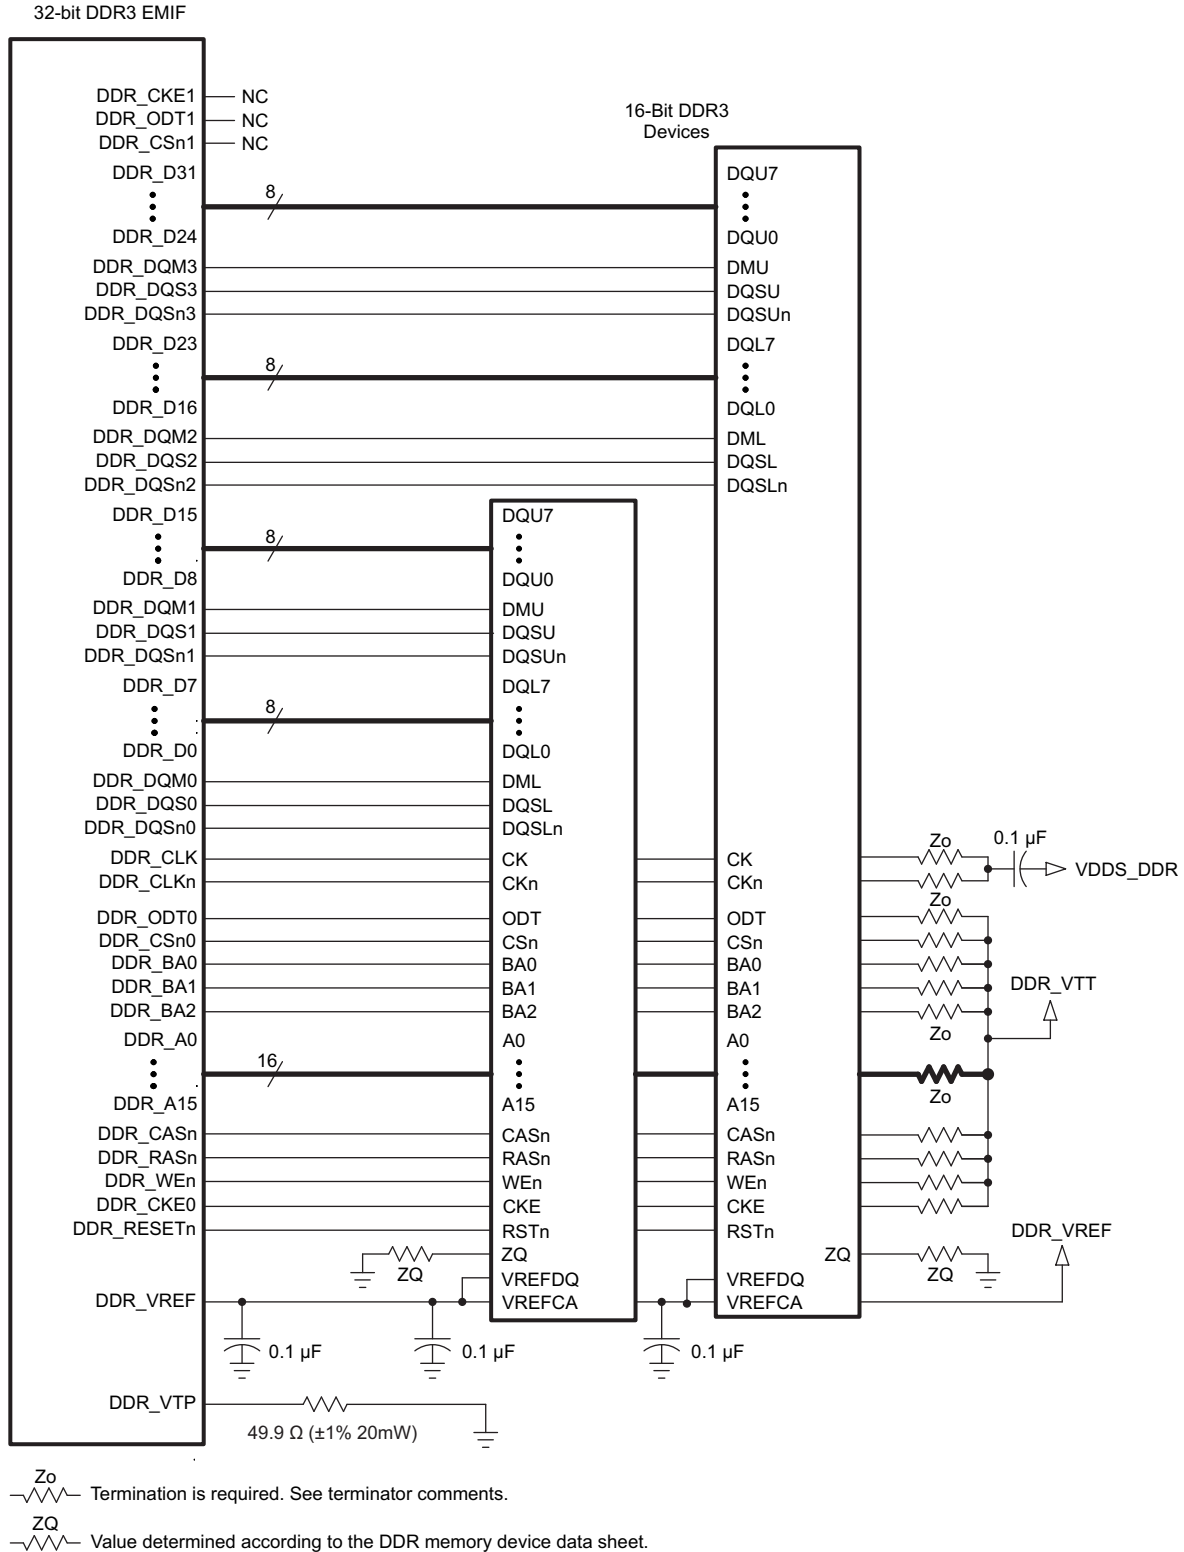 32-bit DDR3 EMIF
16-Bit DDR3
Devices
DDR_CKE1 NC
DDR_ODT1 NC
DDR_CSn1 NC
DDR_D31 DQU7
8
DDR_D24 DQU0
DDR_DQM3 DMU
DDR_DQS3 DQSU
DDR_DQSn3 DQSUn
DDR_D23 DQL7
8
DDR_D16 DQL0
DDR_DQM2 DML
DDR_DQS2 DQSL
DDR_DQSn2 DQSLn
DDR_D15 DQU7
8
DDR_D8 DQU0
DDR_DQM1 DMU
DDR_DQS1 DQSU
DDR_DQSn1 DQSUn
DDR_D7 DQL7
8
DDR_D0 DQL0
DDR_DQM0 DML
DDR_DQS0 DQSL
DDR_DQSn0 DQSLn
Zo 0.1 µF
DDR_CLK CK CK VDDS_DDR
DDR_CLKn CKn CKn
Zo
DDR_ODT0 ODT ODT
DDR_CSn0 CSn CSn
DDR_BA0 BA0 BA0
DDR_BA1 BA1 BA1 DDR_VTT
DDR_BA2 BA2 BA2
Zo
DDR_A0 A0 A0
16
Zo
DDR_A15 A15 A15
DDR_CASn CASn CASn
DDR_RASn RASn RASn
DDR_WEn WEn WEn
DDR_CKE0 CKE CKE
DDR_RESETn RSTn RSTn DDR_VREF
ZQ ZQ
ZQ ZQ
VREFDQ VREFDQ
DDR_VREF VREFCA VREFCA
0.1 µF 0.1 µF 0.1 µF
DDR_VTP
49.9 Ω (±1% 20mW)
Zo
Termination is required. See terminator comments.
ZQ
Value determined according to the DDR memory device data sheet.